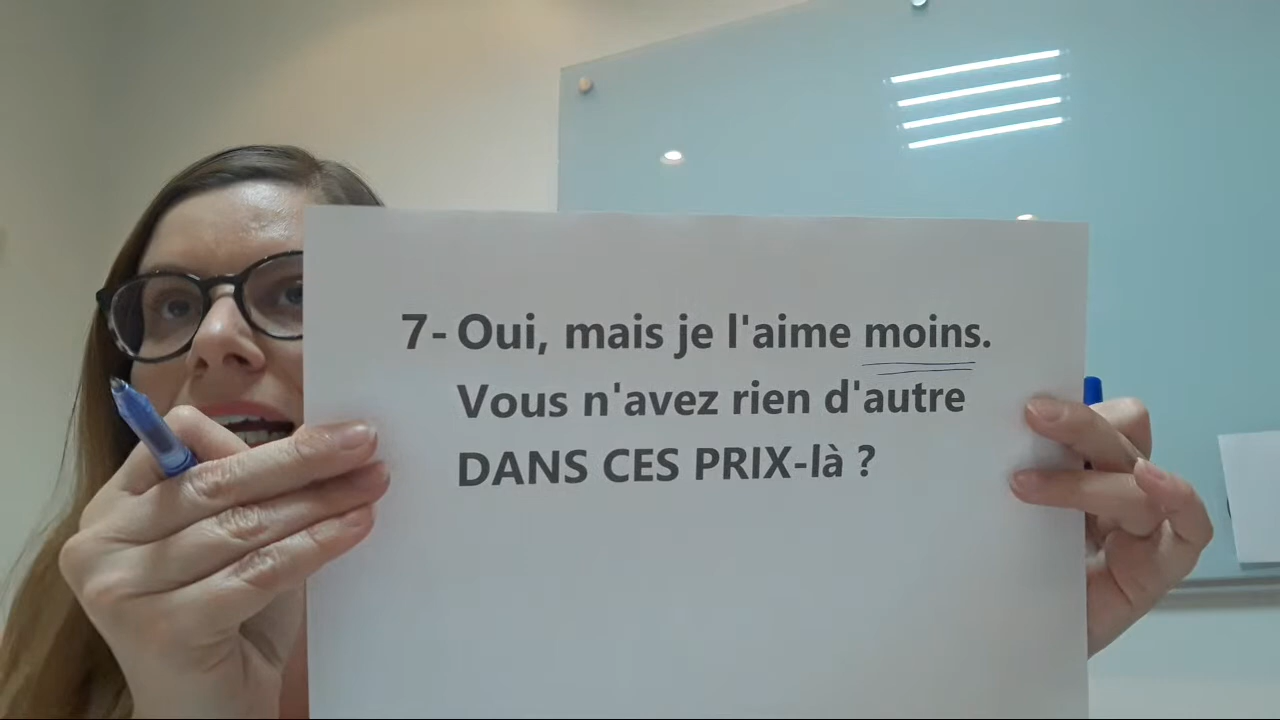 7- Oui, mais je l'aime moins.
Vous n'avez rien d'autre
DANS CES PRIX-là ?